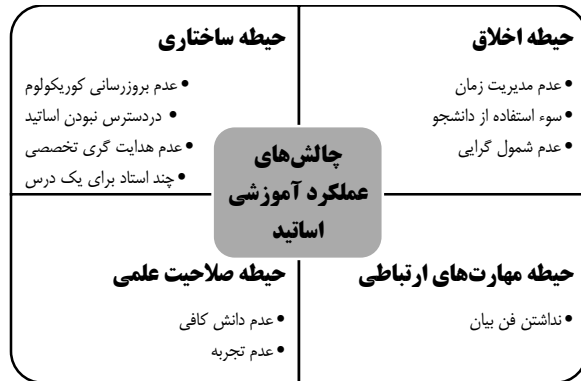 حیطه اخلاق
• عدم مدیریت زمان
• سوء استفاده از دانشجو
• عدم شمول گرایی
حیطه ساختاری
• عدم بروزرسانی کوریکولوم
• دردسترس نبودن اساتید
• عدم هدایت گری تخصصی
• چند استاد برای یک درس
چالش‌های
عملکرد آموزشی
اساتید
حیطه مهارت‌های ارتباطی
• نداشتن فن بیان
حیطه صلاحیت علمی
• عدم دانش کافی
• عدم تجربه